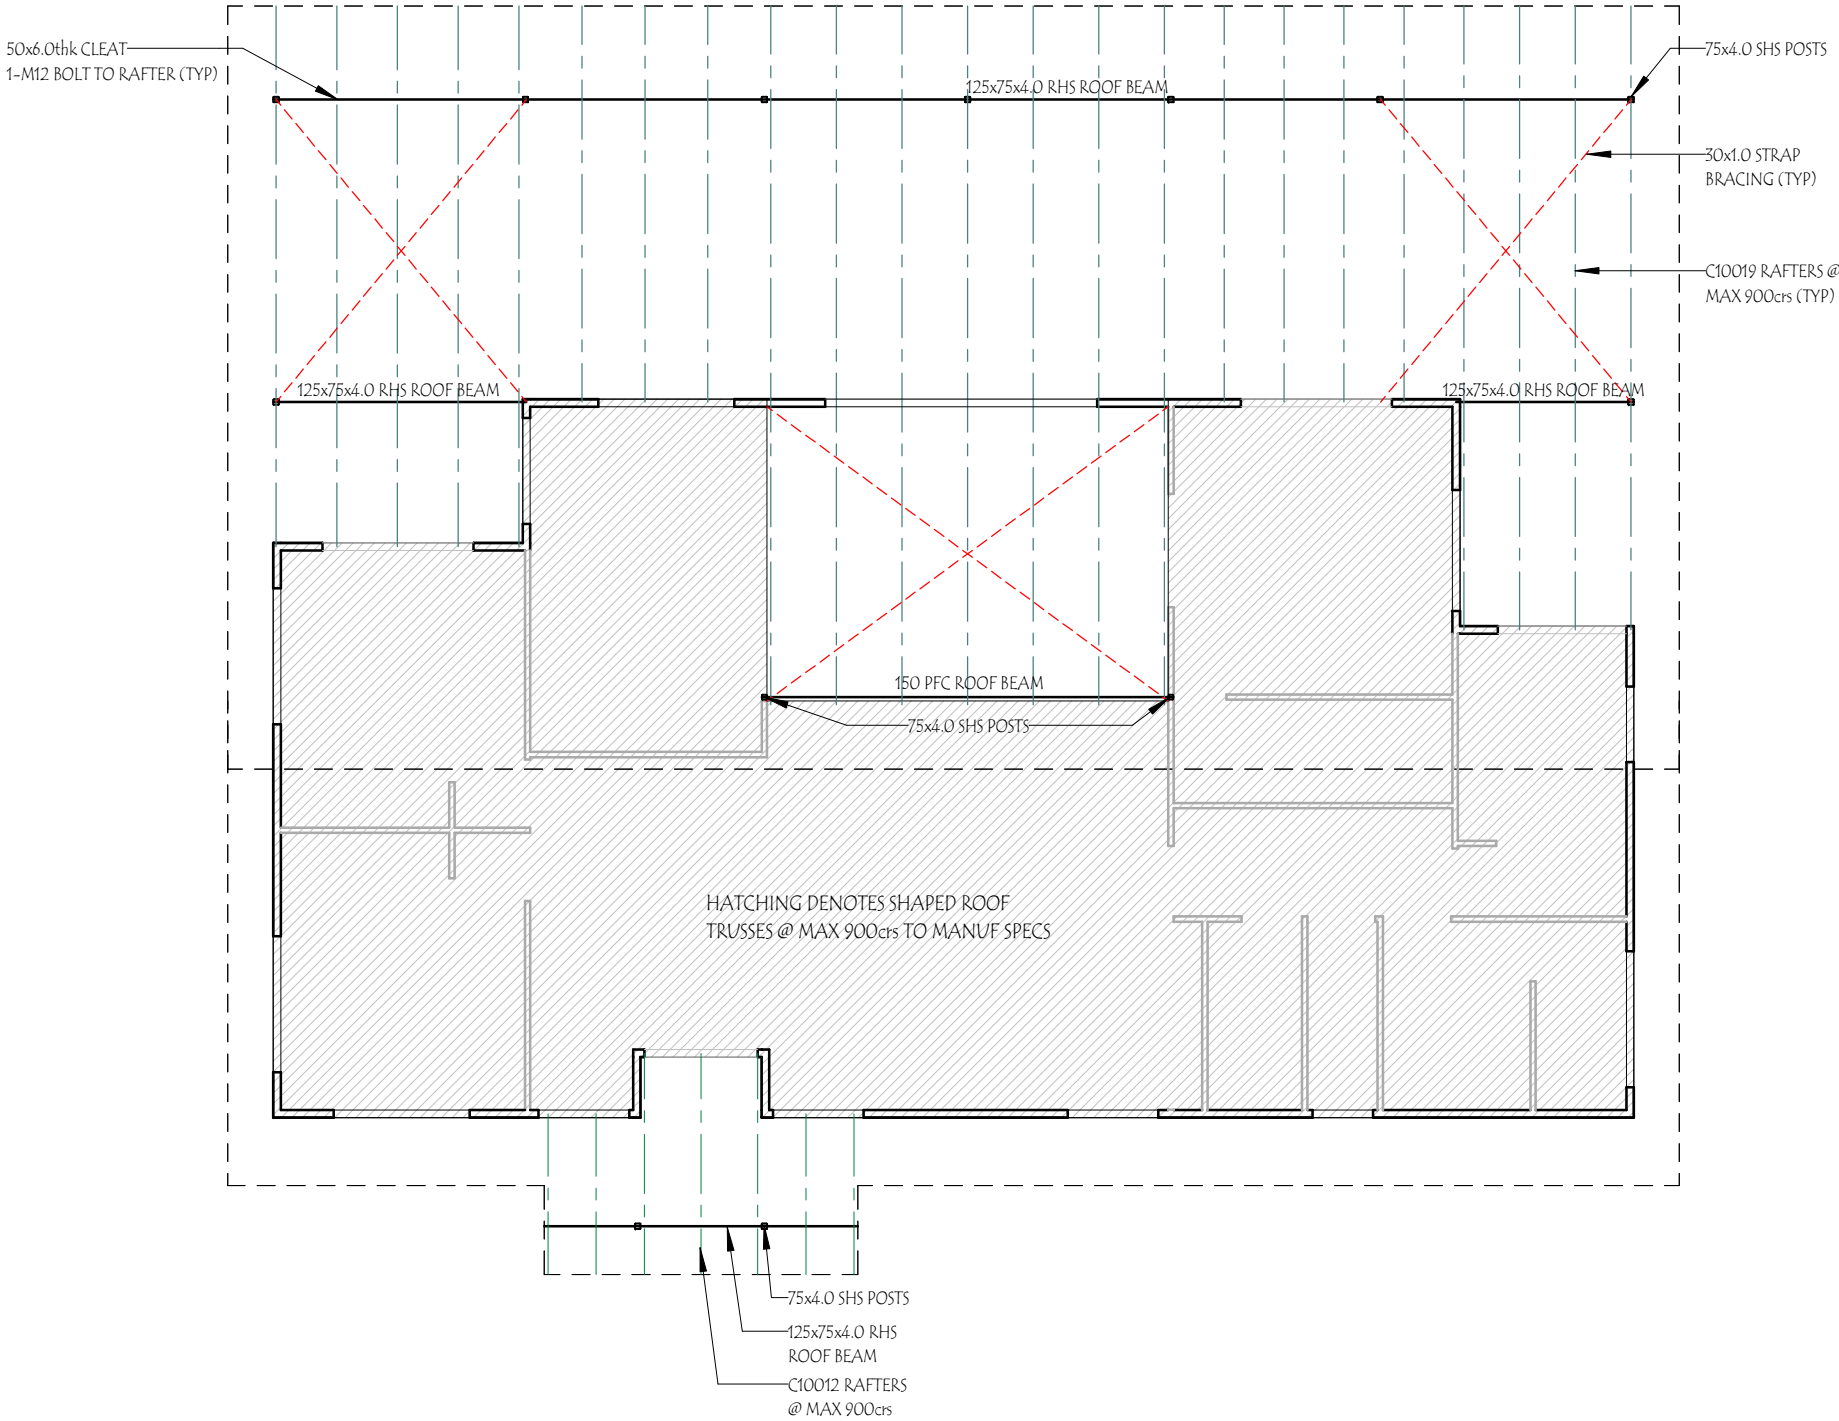 50x6.0thk CLEAT
1-M12 BOLT TO RAFTER (TYP)
75x4.0 SHS POSTS
125x75x4.0 RHS ROOF BEAM
30x1.0 STRAP
BRACING (TYP)
C10019 RAFTERS @
MAX 900crs (TYP)
125x75x4.0 RHS ROOF BEAM
125x75x4.0 RHS ROOF BEAM
150 PFC ROOF BEAM
75x4.0 SHS POSTS
HATCHING DENOTES SHAPED ROOF
TRUSSES @ MAX 900crs TO MANUF SPECS
75x4.0 SHS POSTS
125x75x4.0 RHS
ROOF BEAM
C10012 RAFTERS
@ MAX 900crs